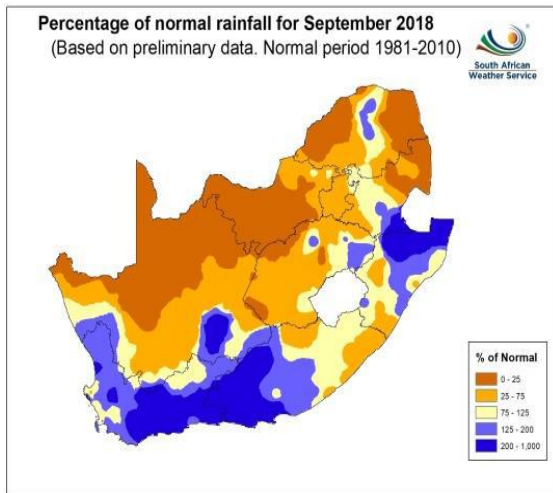 Percentage of normal rainfall for September 2018
(Based on preliminary data. Normal period 1981-2010)
South African
Weather Service
% of Normal
0 - 25
25 - 75
75 - 125
125 - 200
200 - 1,000